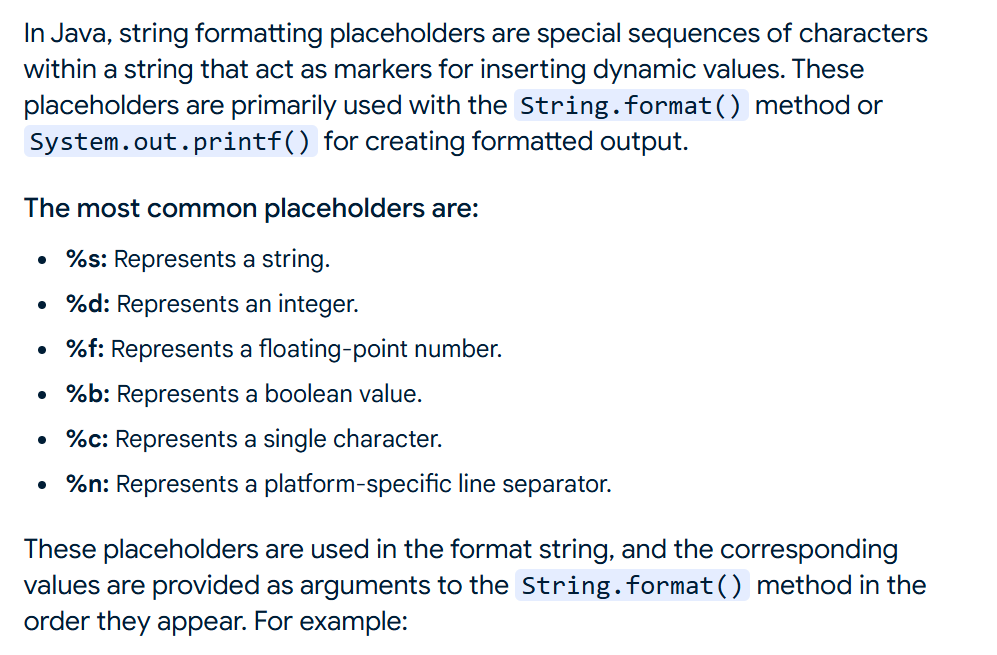 In Java, string formatting placeholders are special sequences of characters
within a string that act as markers for inserting dynamic values. These
placeholders are primarily used with the String.format() method or
System.out.printf() for creating formatted output.
The most common placeholders are:
• %s: Represents a string.
• %d: Represents an integer.
• %f: Represents a floating-point number.
• %b: Represents a boolean value.
• %c: Represents a single character.
• %n: Represents a platform-specific line separator.
These placeholders are used in the format string, and the corresponding
values are provided as arguments to the String.format() method in the
order they appear. For example: